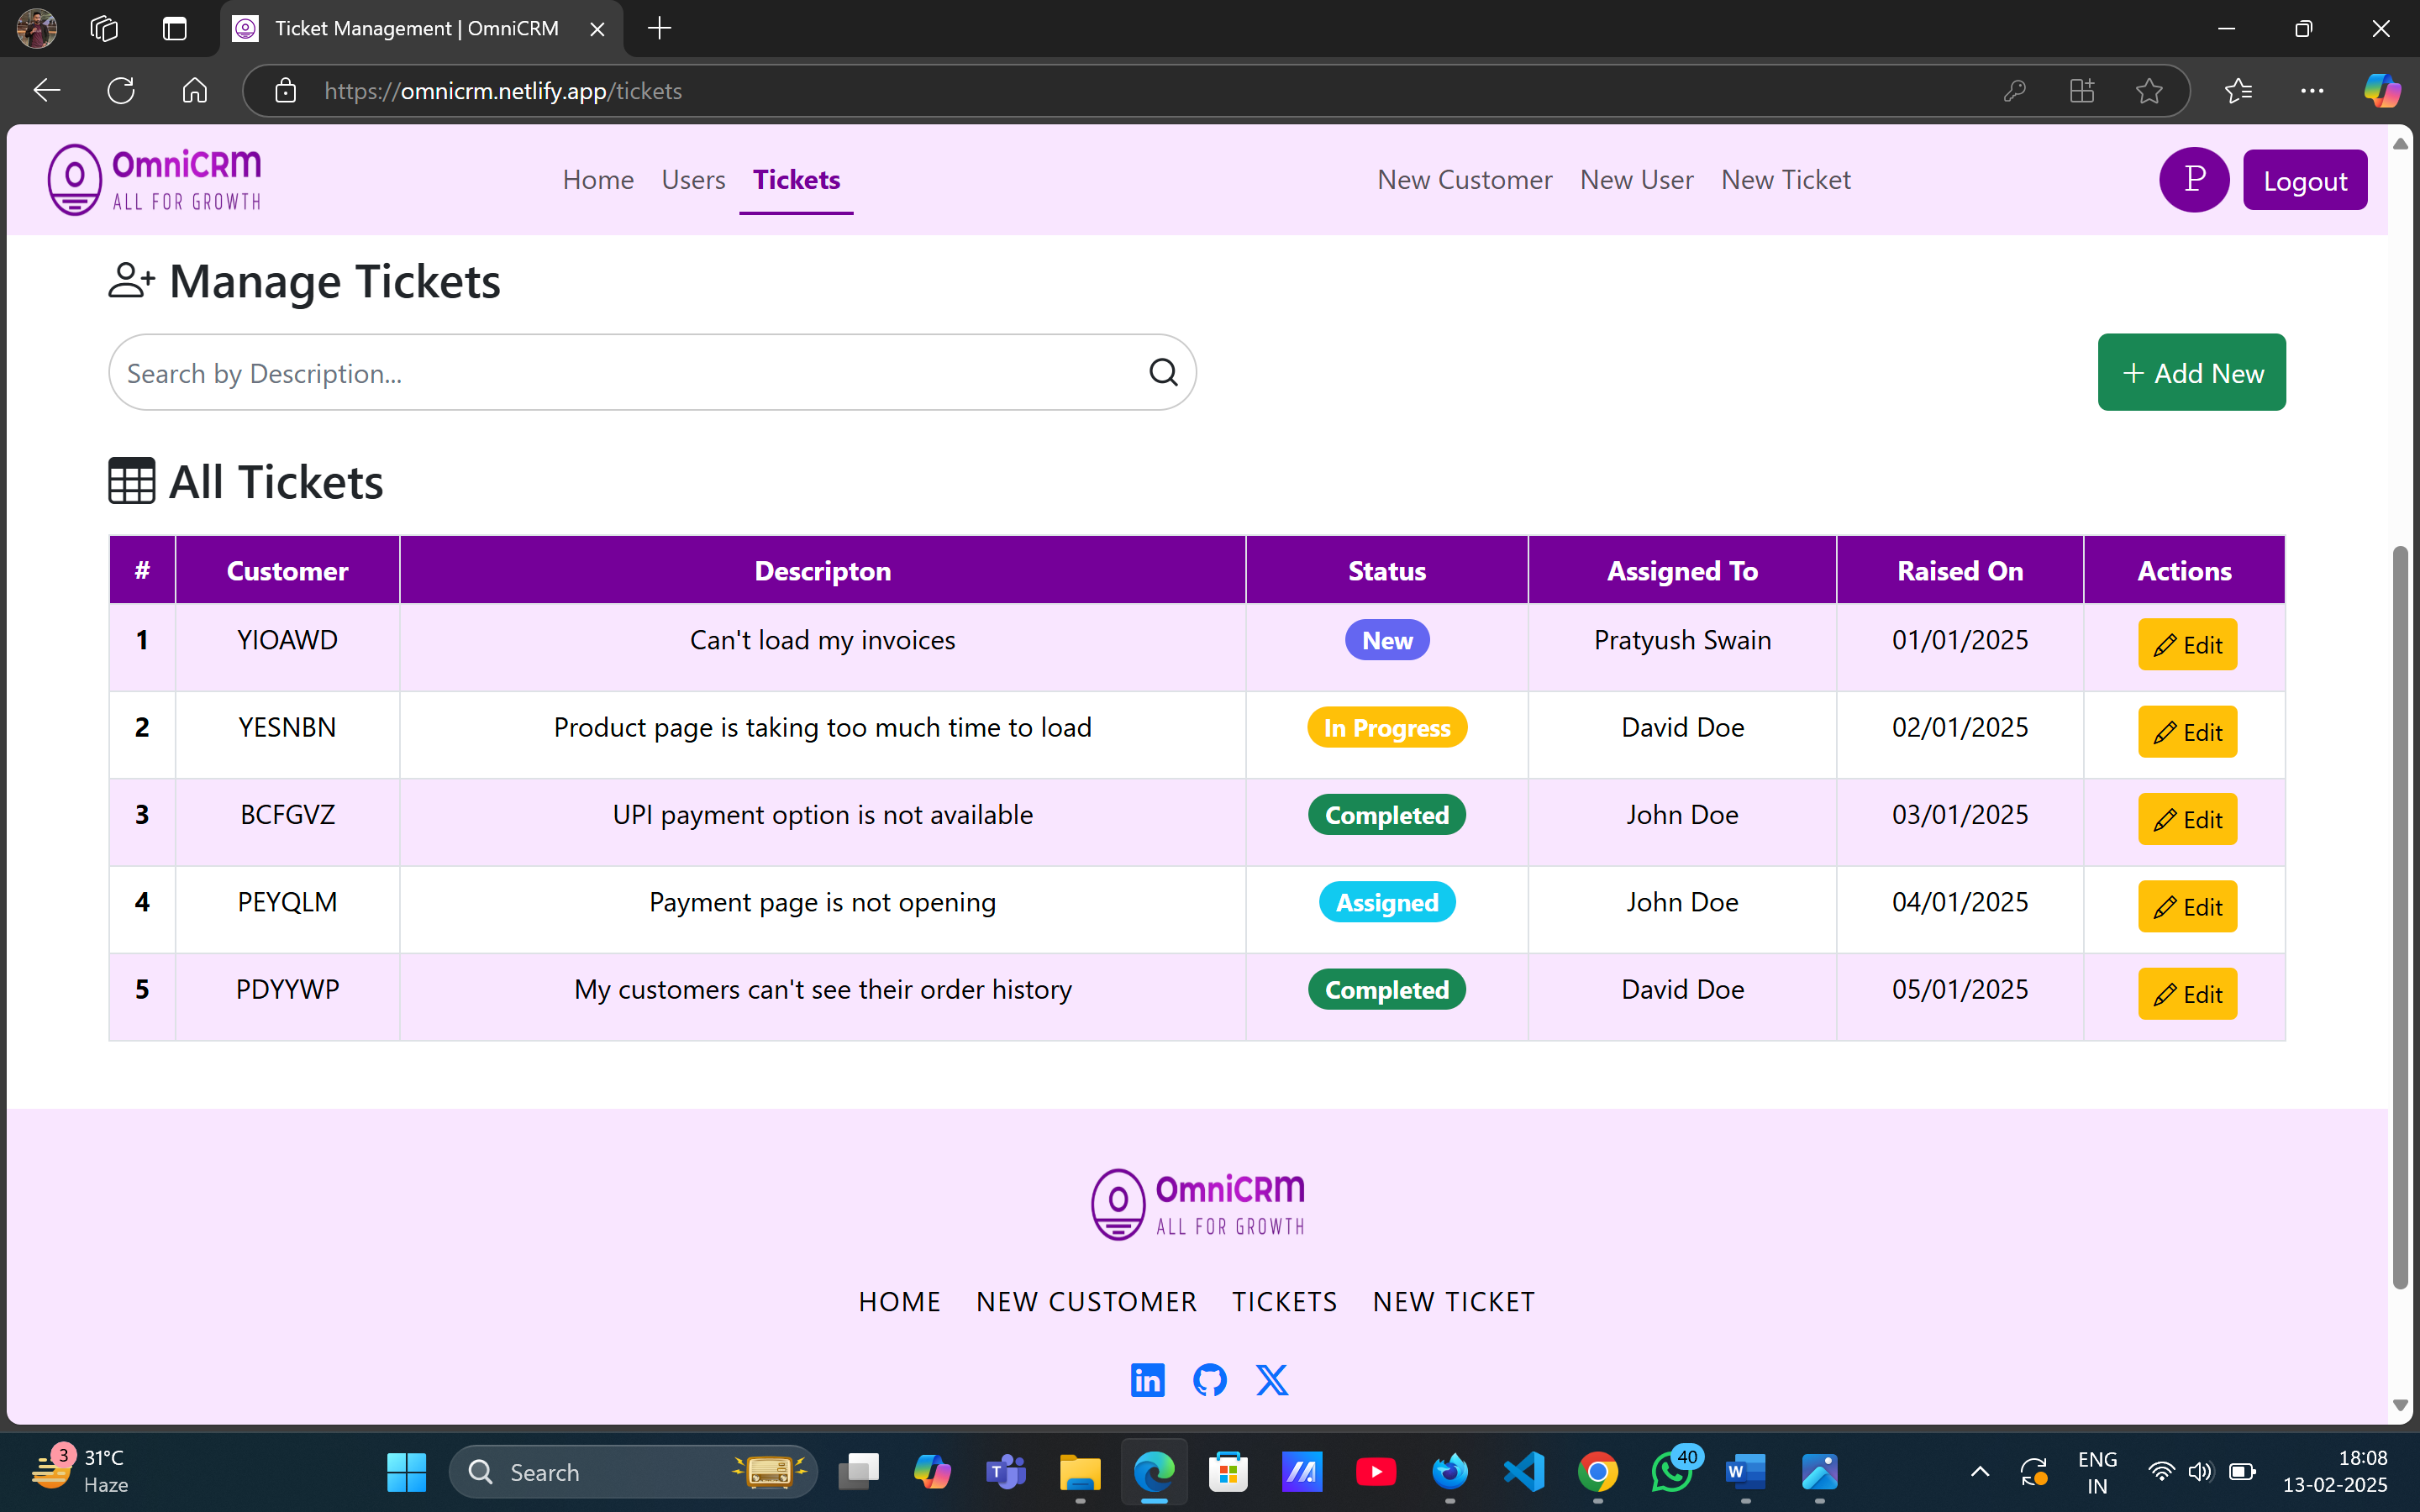 Ticket Management | OmniCRM
https://omnicrm.netlify.app/tickets
OmniCRM
ALL FOR GROWTH
Home Users Tickets New Customer New User New Ticket P Logout
Manage Tickets
Search by Description...
+ Add New
All Tickets
# Customer Descripton Status Assigned To Raised On Actions
1 YIOAWD Can't load my invoices New Pratyush Swain 01/01/2025 Edit
2 YESNBN Product page is taking too much time to load In Progress David Doe 02/01/2025 Edit
3 BCFGVZ UPI payment option is not available Completed John Doe 03/01/2025 Edit
4 PEYQLM Payment page is not opening Assigned John Doe 04/01/2025 Edit
5 PDYYWP My customers can't see their order history Completed David Doe 05/01/2025 Edit
OmniCRM
ALL FOR GROWTH
HOME NEW CUSTOMER TICKETS NEW TICKET
in X
3 31°C
Haze
Search
T
40
W
ENG
IN
18:08
13-02-2025